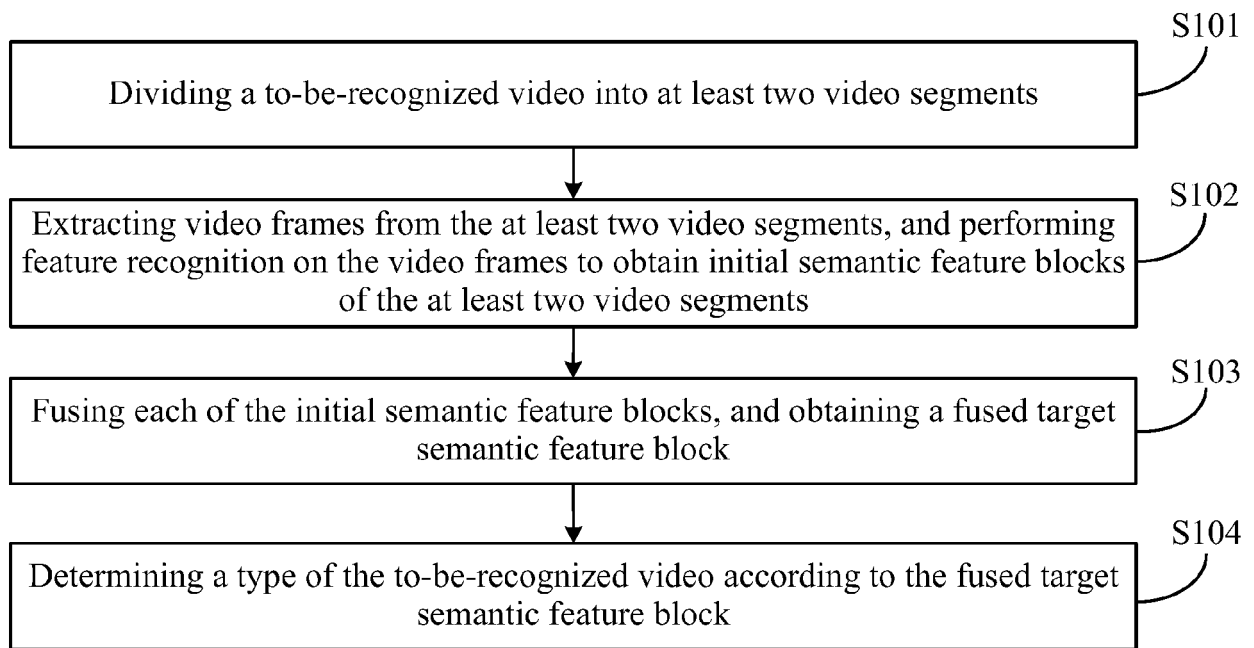 S101
Dividing a to-be-recognized video into at least two video segments
S102
Extracting video frames from the at least two video segments, and performing
feature recognition on the video frames to obtain initial semantic feature blocks
of the at least two video segments
S103
Fusing each of the initial semantic feature blocks, and obtaining a fused target
semantic feature block
S104
Determining a type of the to-be-recognized video according to the fused target
semantic feature block